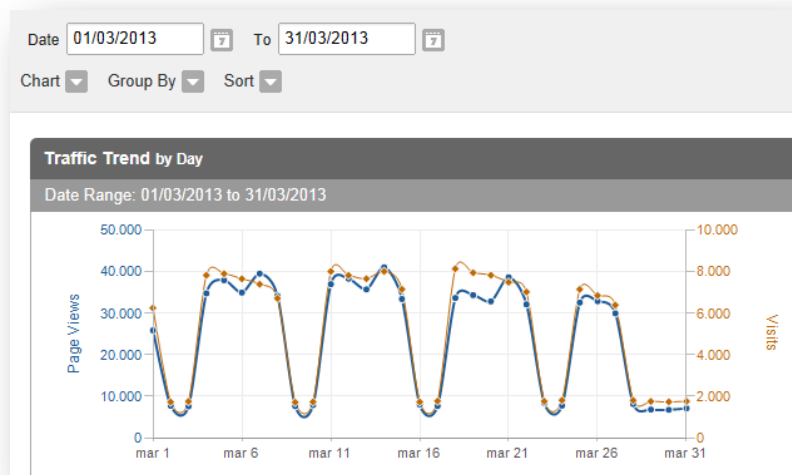 Date 01/03/2013 7 To 31/03/2013 7
Chart Group By Sort
Traffic Trend by Day
Date Range: 01/03/2013 to 31/03/2013
50.000 10.000
40.000 8.000
30.000 6.000
20.000 4.000
10.000 2.000
0 0
Page Views
Visits
mar 1 mar 6 mar 11 mar 16 mar 21 mar 26 mar 31